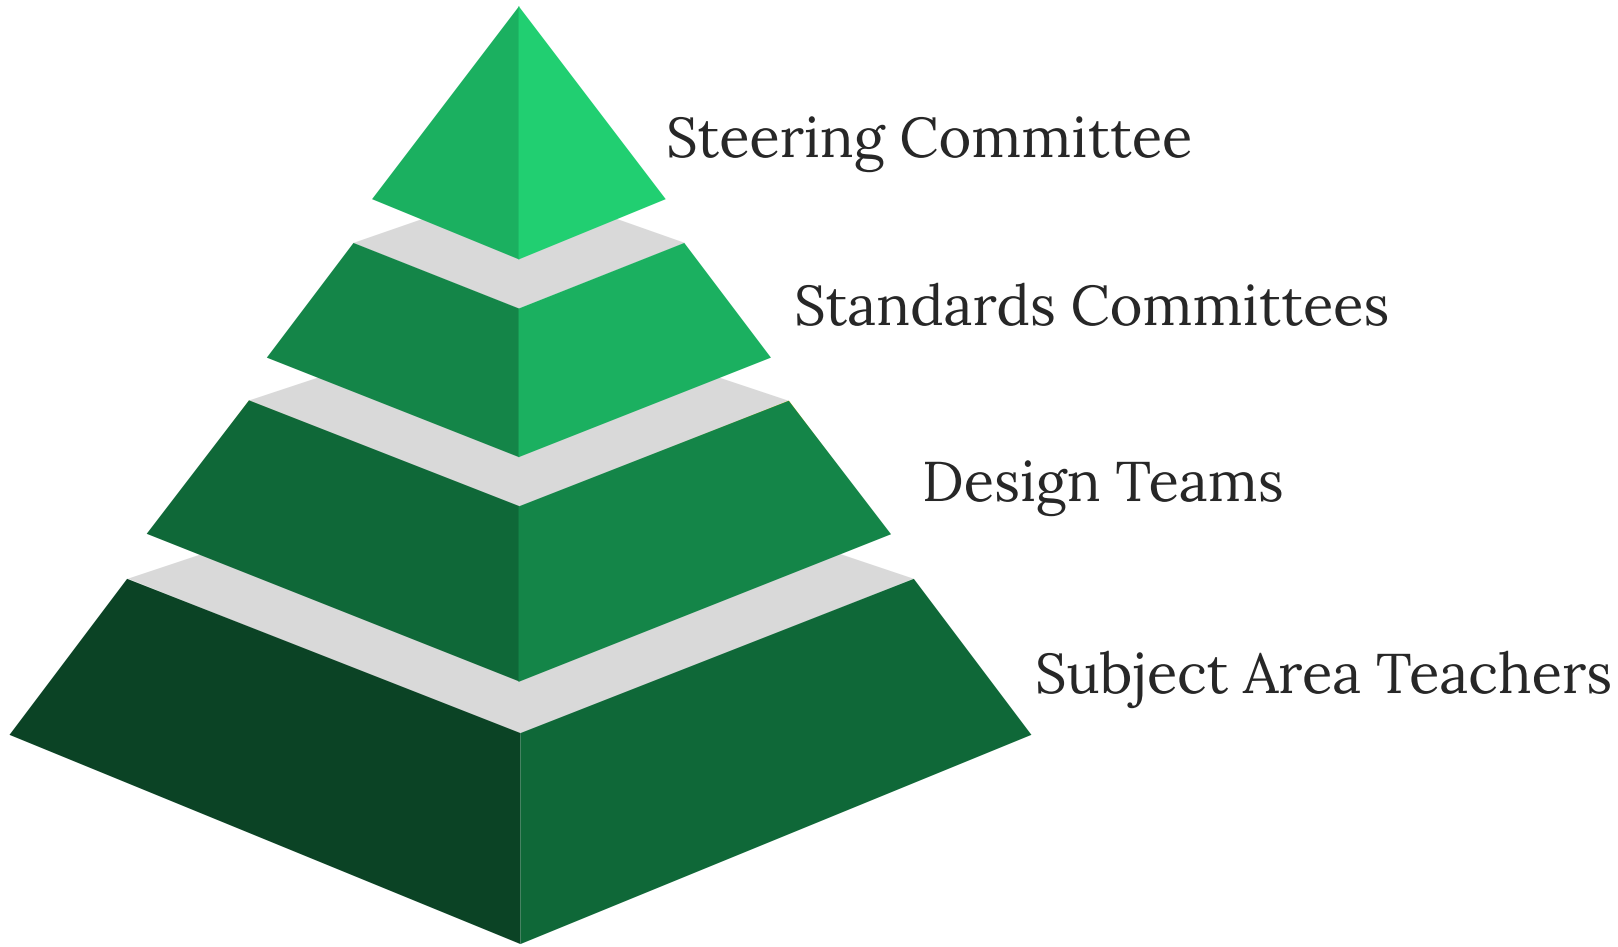 Steering Committee
Standards Committees
Design Teams
Subject Area Teachers